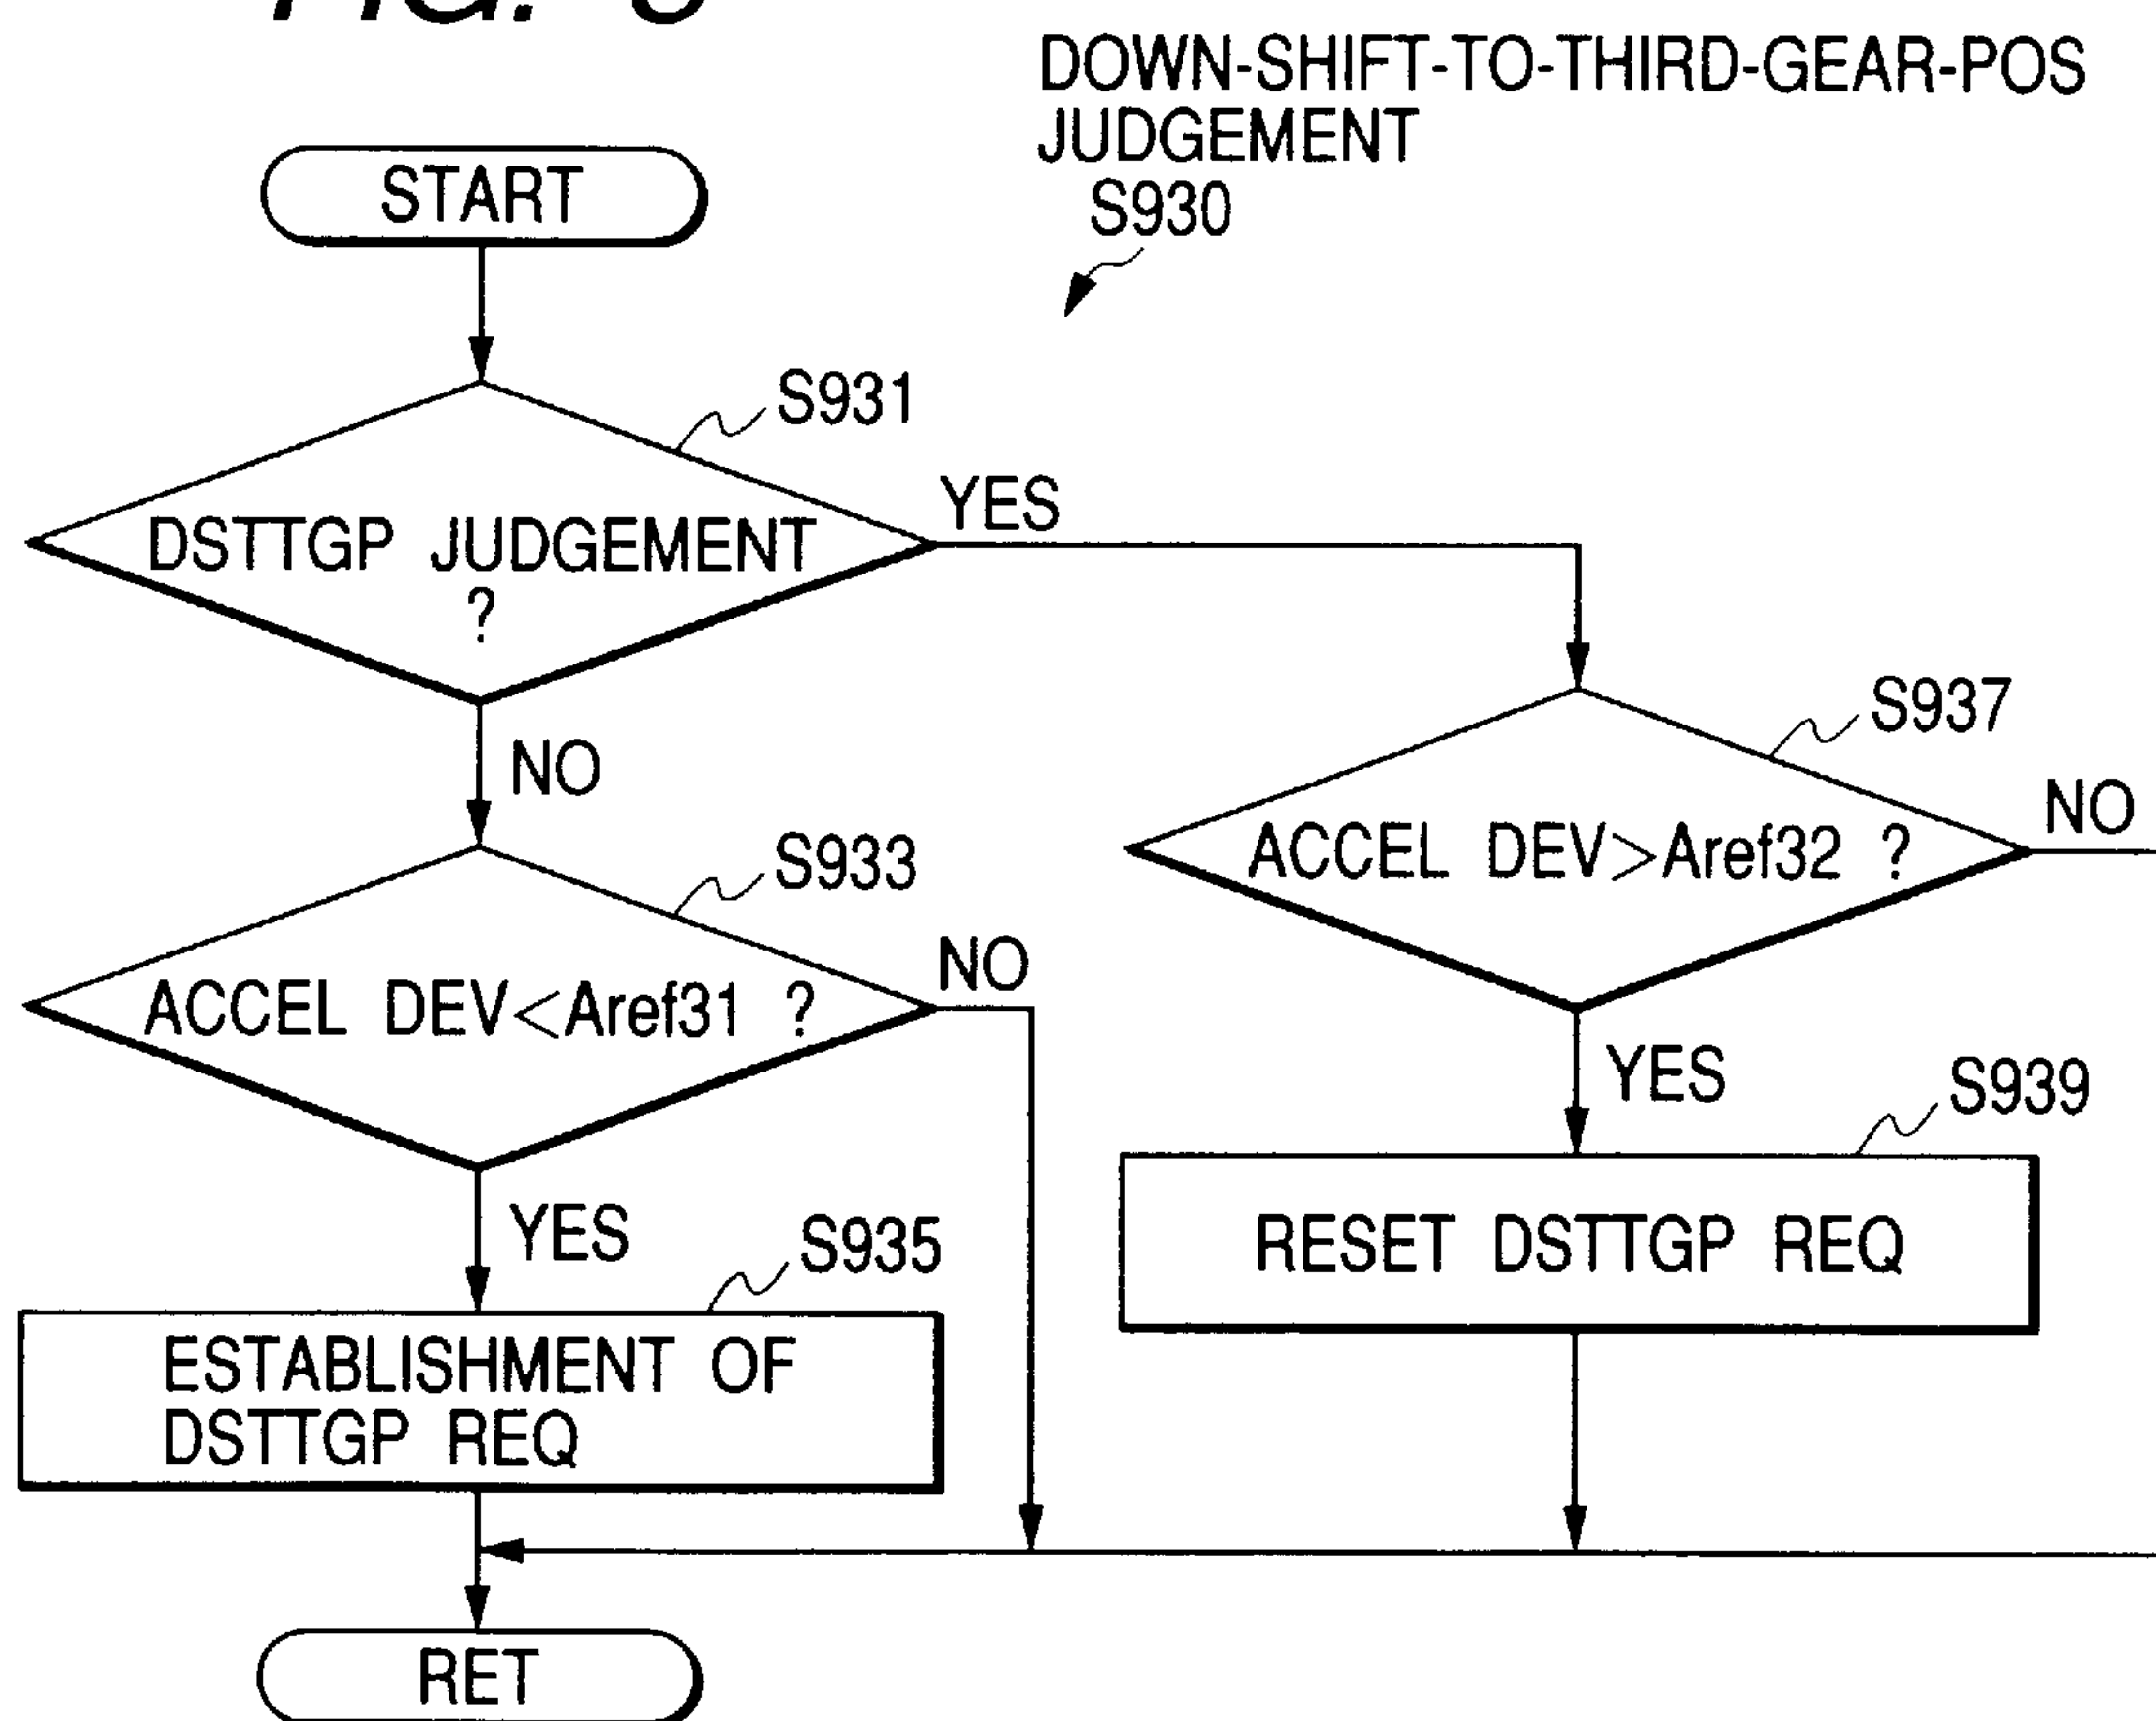 DOWN-SHIFT-TO-THIRD-GEAR-POS
JUDGEMENT
S930
START
S931
DSTTGP JUDGEMENT
?
YES
NO
S937
ACCEL DEV>Aref32 ?
NO
S933
ACCEL DEV<Aref31 ?
NO
YES
S939
RESET DSTTGP REQ
YES
S935
ESTABLISHMENT OF
DSTTGP REQ
RET